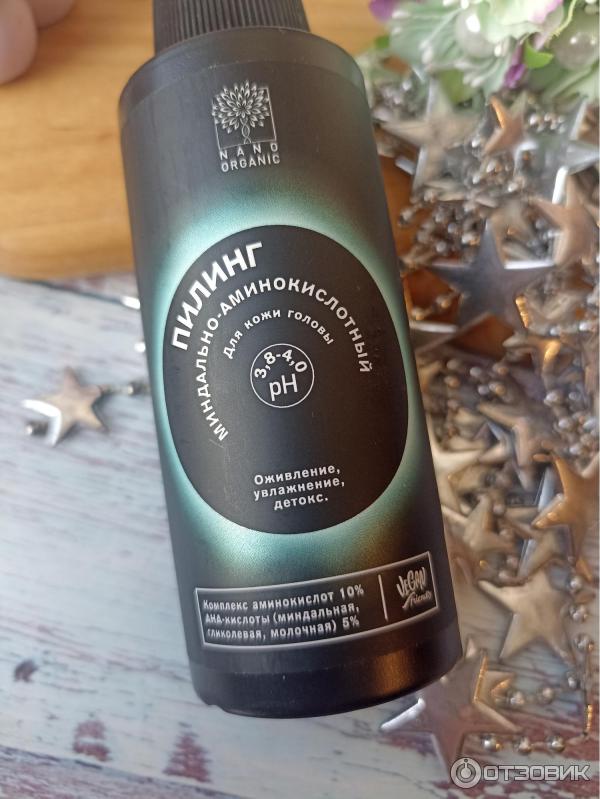 NANO
ORGANIC
ПИЛИНГ
МИНДАЛЬНО-АМИНОКИСЛОТНЫЙ
для кожи головы
3,8-4,0
pH
Оживление,
увлажнение,
детокс.
Комплекс аминокислот 10%
АНА-кислоты (миндальная,
гликолевая, молочная) 5%
VEGAN
friendly
ОТЗОВИК